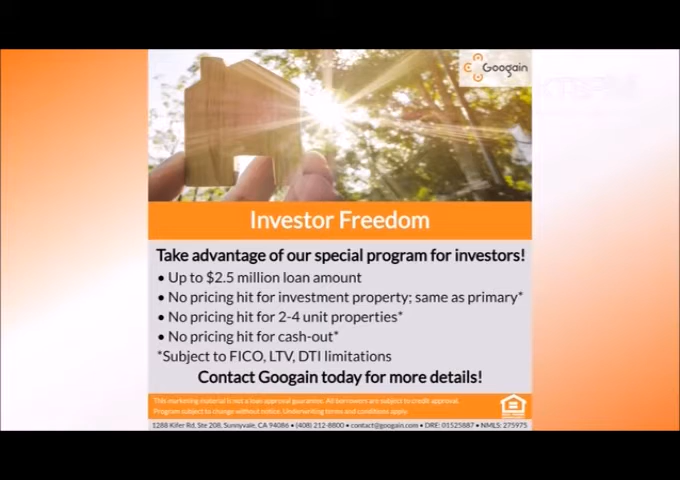 Googain
Investor Freedom
Take advantage of our special program for investors!
• Up to $2.5 million loan amount
• No pricing hit for investment property; same as primary*
• No pricing hit for 2-4 unit properties*
• No pricing hit for cash-out*
*Subject to FICO, LTV, DTI limitations
Contact Googain today for more details!
This marketing material is not a loan approval guarantee. All borrowers are subject to credit approval.
Program subject to change without notice. Underwriting terms and conditions apply.
1288 Kifer Rd, Ste 208, Sunnyvale, CA 94086 • (408) 212-8800 • contact@googain.com • DRE: 01525887 • NMLS: 275975